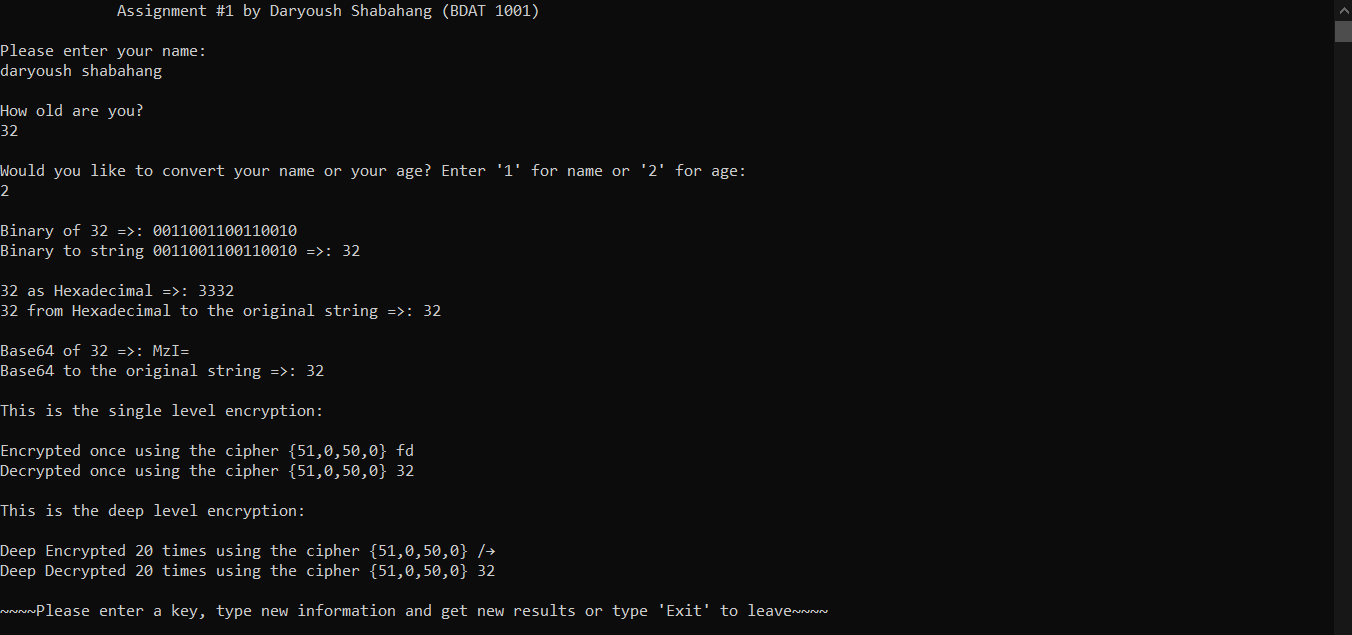 Assignment #1 by Daryoush Shabahang (BDAT 1001)
Please enter your name:
daryoush shabahang
How old are you?
32
Would you like to convert your name or your age? Enter '1' for name or '2' for age:
2
Binary of 32 =>: 0011001100110010
Binary to string 0011001100110010 =>: 32
32 as Hexadecimal =>: 3332
32 from Hexadecimal to the original string =>: 32
Base64 of 32 =>: MzI=
Base64 to the original string =>: 32
This is the single level encryption:
Encrypted once using the cipher {51,0,50,0} fd
Decrypted once using the cipher {51,0,50,0} 32
This is the deep level encryption:
Deep Encrypted 20 times using the cipher {51,0,50,0} /→
Deep Decrypted 20 times using the cipher {51,0,50,0} 32
~~~~Please enter a key, type new information and get new results or type 'Exit' to leave~~~~